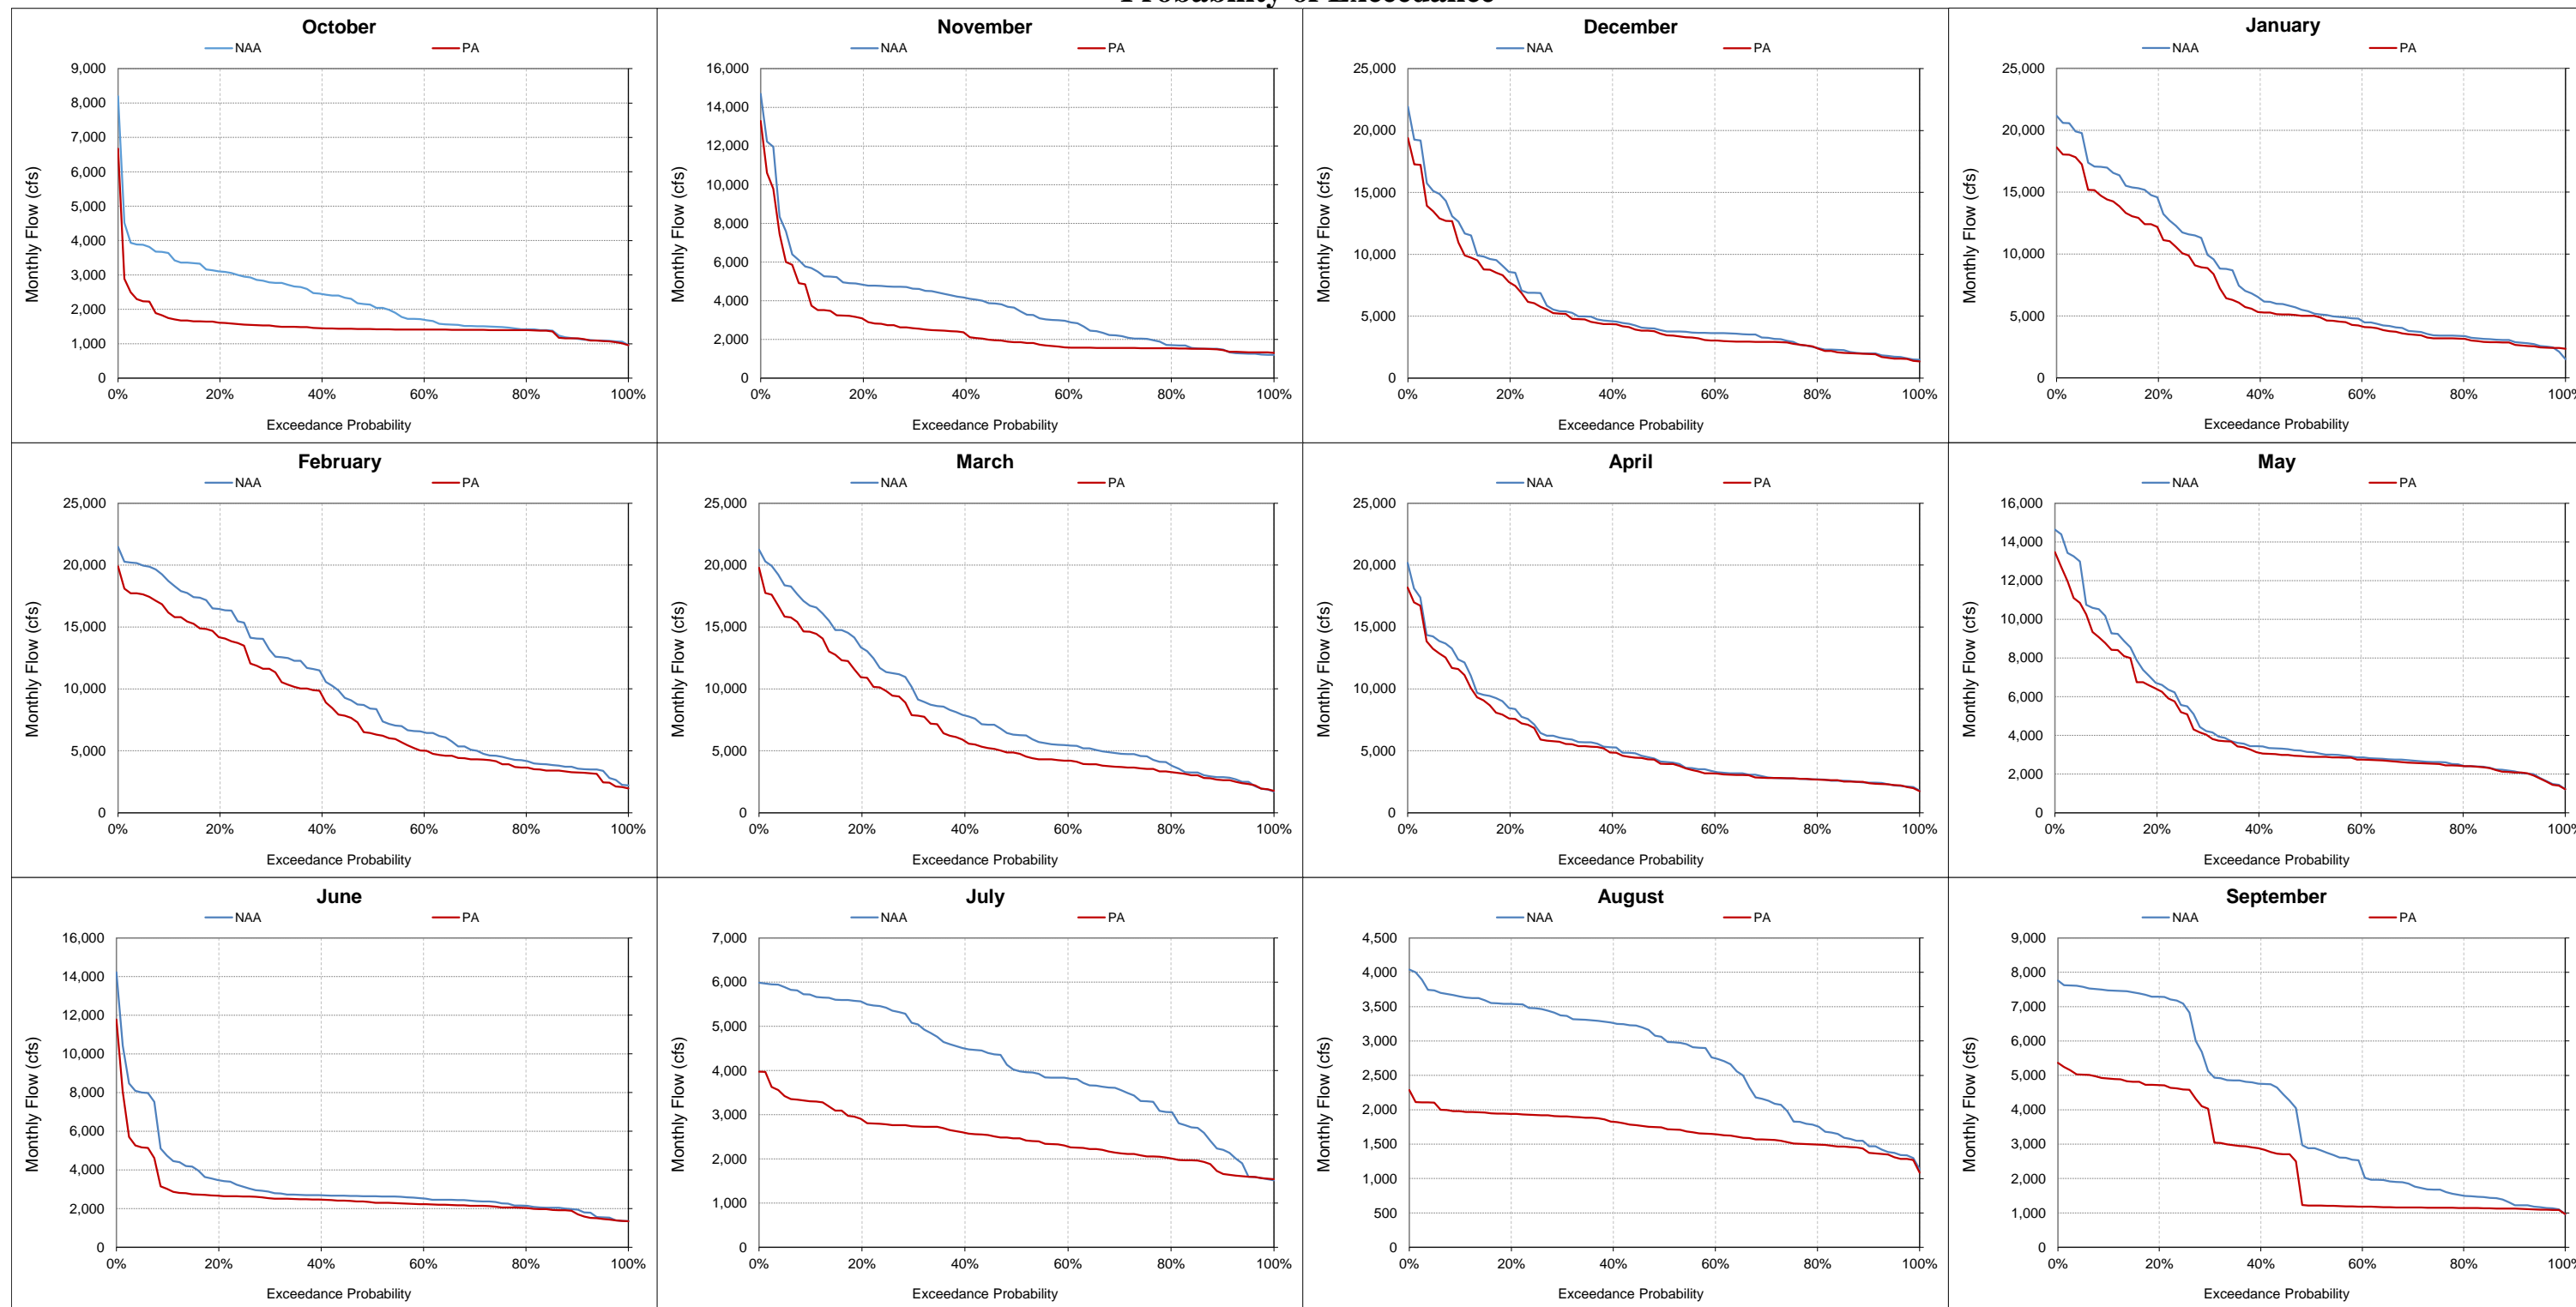 Probability of Exceedance
October
NAA PA
Monthly Flow (cfs)
9,000
8,000
7,000
6,000
5,000
4,000
3,000
2,000
1,000
0
0% 20% 40% 60% 80% 100%
Exceedance Probability
November
NAA PA
Monthly Flow (cfs)
16,000
14,000
12,000
10,000
8,000
6,000
4,000
2,000
0
0% 20% 40% 60% 80% 100%
Exceedance Probability
December
NAA PA
Monthly Flow (cfs)
25,000
20,000
15,000
10,000
5,000
0
0% 20% 40% 60% 80% 100%
Exceedance Probability
January
NAA PA
Monthly Flow (cfs)
25,000
20,000
15,000
10,000
5,000
0
0% 20% 40% 60% 80% 100%
Exceedance Probability
February
NAA PA
Monthly Flow (cfs)
25,000
20,000
15,000
10,000
5,000
0
0% 20% 40% 60% 80% 100%
Exceedance Probability
March
NAA PA
Monthly Flow (cfs)
25,000
20,000
15,000
10,000
5,000
0
0% 20% 40% 60% 80% 100%
Exceedance Probability
April
NAA PA
Monthly Flow (cfs)
25,000
20,000
15,000
10,000
5,000
0
0% 20% 40% 60% 80% 100%
Exceedance Probability
May
NAA PA
Monthly Flow (cfs)
16,000
14,000
12,000
10,000
8,000
6,000
4,000
2,000
0
0% 20% 40% 60% 80% 100%
Exceedance Probability
June
NAA PA
Monthly Flow (cfs)
16,000
14,000
12,000
10,000
8,000
6,000
4,000
2,000
0
0% 20% 40% 60% 80% 100%
Exceedance Probability
July
NAA PA
Monthly Flow (cfs)
7,000
6,000
5,000
4,000
3,000
2,000
1,000
0
0% 20% 40% 60% 80% 100%
Exceedance Probability
August
NAA PA
Monthly Flow (cfs)
4,500
4,000
3,500
3,000
2,500
2,000
1,500
1,000
500
0
0% 20% 40% 60% 80% 100%
Exceedance Probability
September
NAA PA
Monthly Flow (cfs)
9,000
8,000
7,000
6,000
5,000
4,000
3,000
2,000
1,000
0
0% 20% 40% 60% 80% 100%
Exceedance Probability